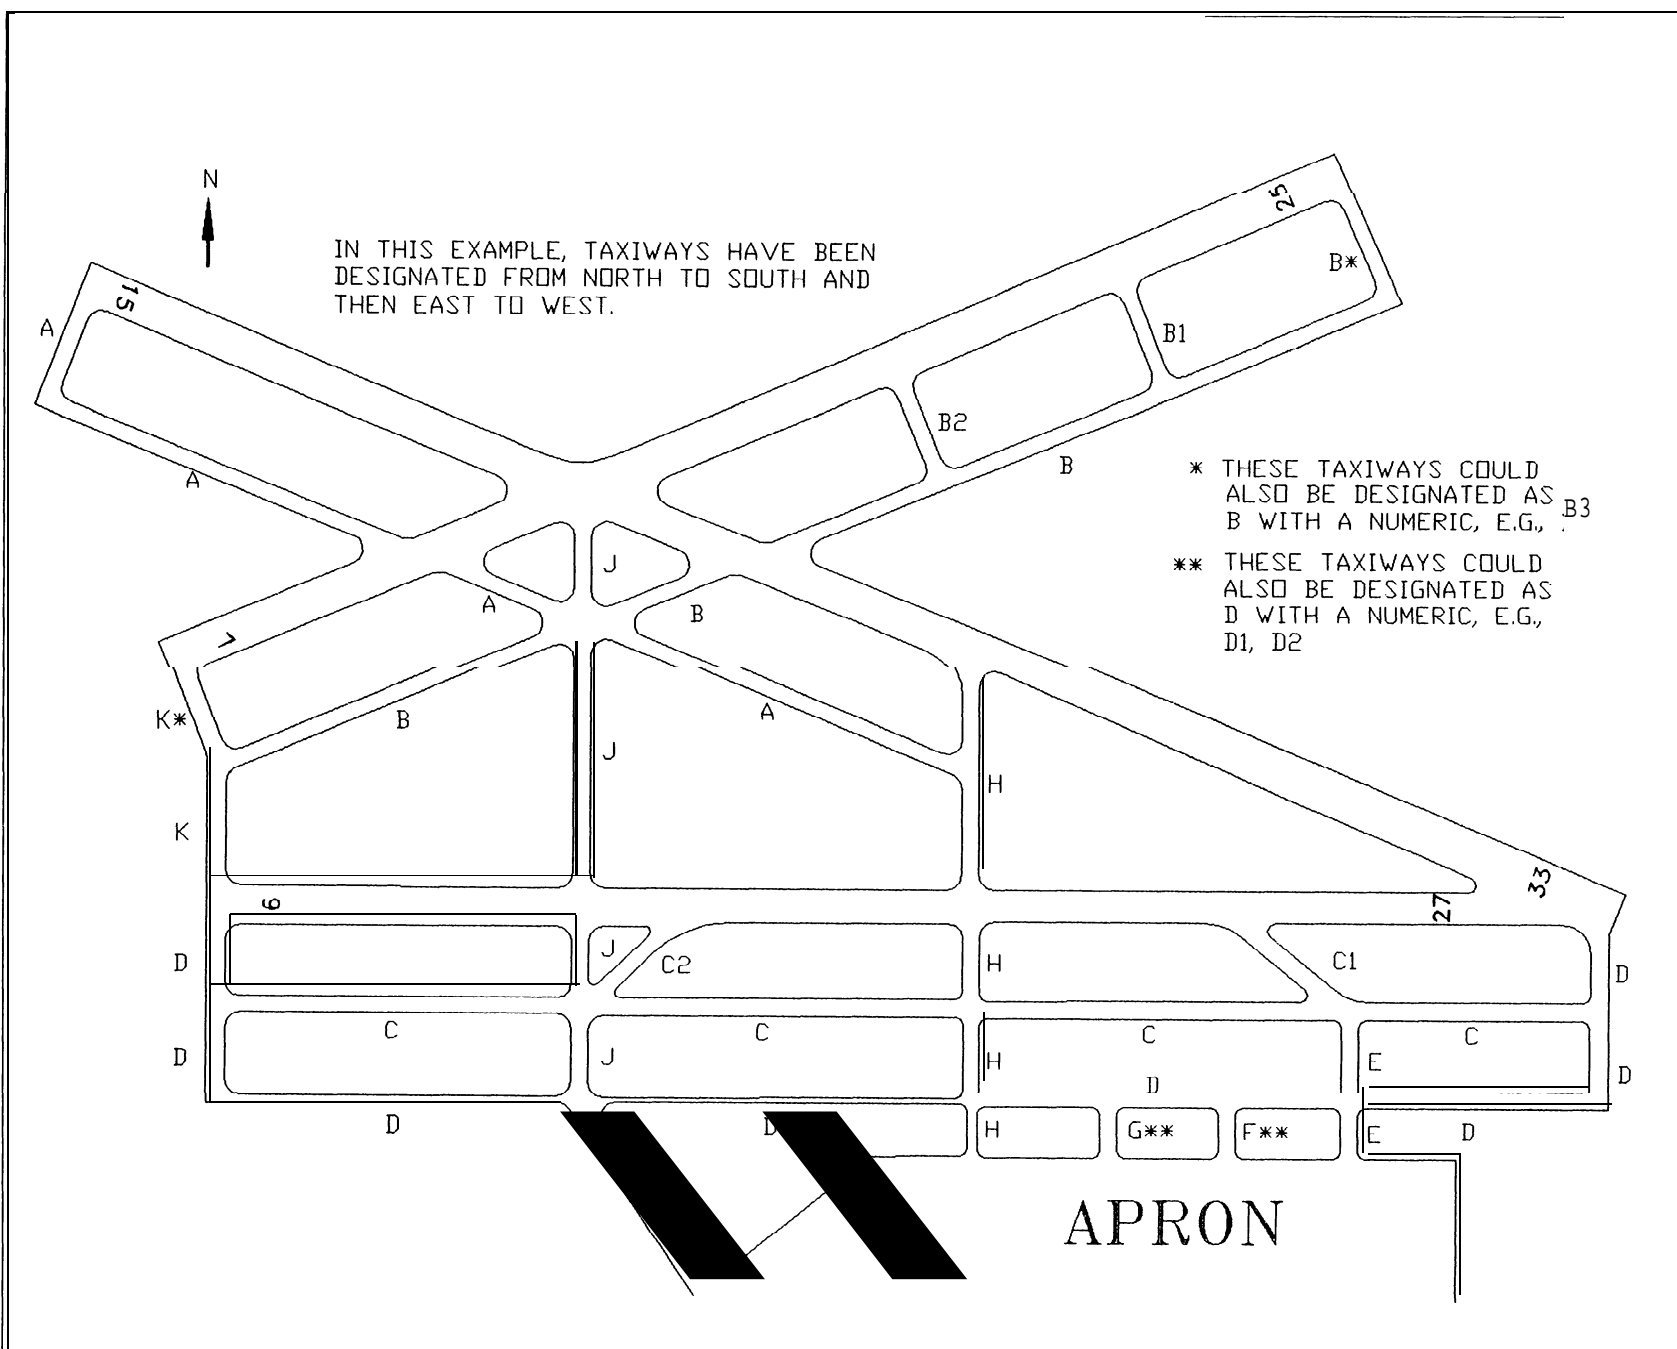 N
IN THIS EXAMPLE, TAXIWAYS HAVE BEEN
DESIGNATED FROM NORTH TO SOUTH AND
THEN EAST TO WEST.
25
B*
15
A
B1
B2
A
B
* THESE TAXIWAYS COULD
ALSO BE DESIGNATED AS B3
B WITH A NUMERIC, E.G.,
** THESE TAXIWAYS COULD
ALSO BE DESIGNATED AS
D WITH A NUMERIC, E.G.,
D1, D2
J
A
B
7
K*
B
A
J
H
K
33
27
9
D
J
C2
H
C1
D
C
C
C
C
D
J
H
E
D
D
D
D
H
G**
F**
E
D
APRON